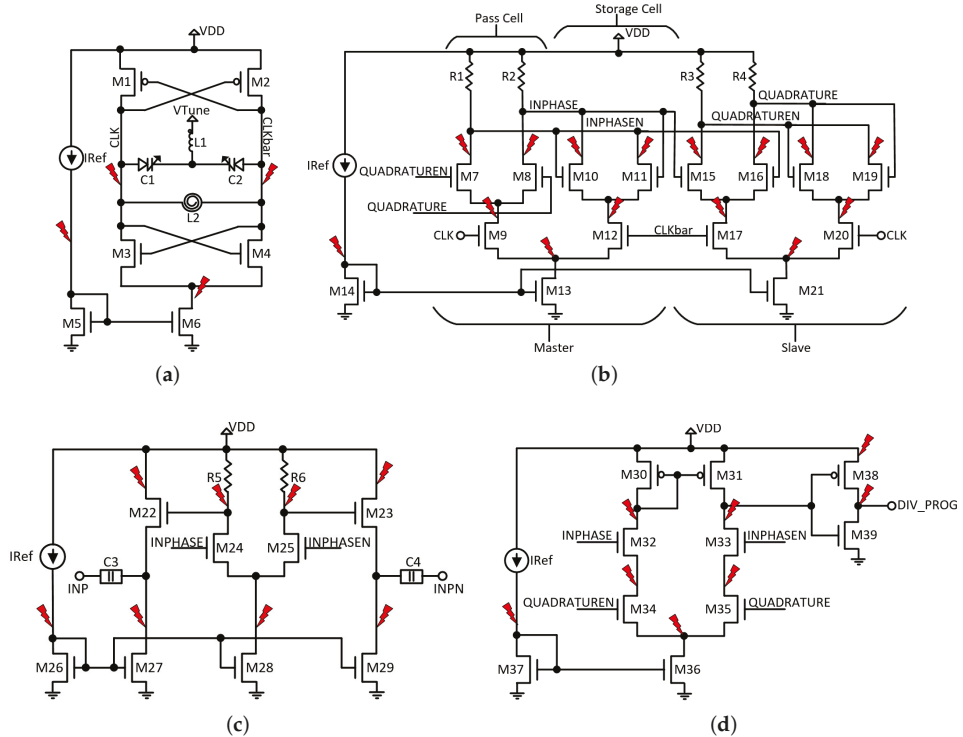 VDD
M1
M2
VTune
CLK
CLKbar
L1
IRef
C1
C2
L2
M3
M4
M5
M6
(a)
Pass Cell
Storage Cell
VDD
R1
R2
R3
R4
QUADRATURE
INPHASE
QUADRATUREN
INPHASEN
IRef
QUADRATUREN
M7
M8
M10
M11
M15
M16
M18
M19
QUADRATURE
CLK
M9
M12
CLKbar
M17
M20
CLK
M14
M13
M21
Master
Slave
(b)
VDD
R5
R6
M22
M23
INPHASE
M24
M25
INPHASEN
IRef
C3
C4
INP
INPN
M26
M27
M28
M29
(c)
VDD
M30
M31
M38
DIV_PROG
INPHASE
M32
M33
INPHASEN
M39
IRef
QUADRATUREN
M34
M35
QUADRATURE
M37
M36
(d)